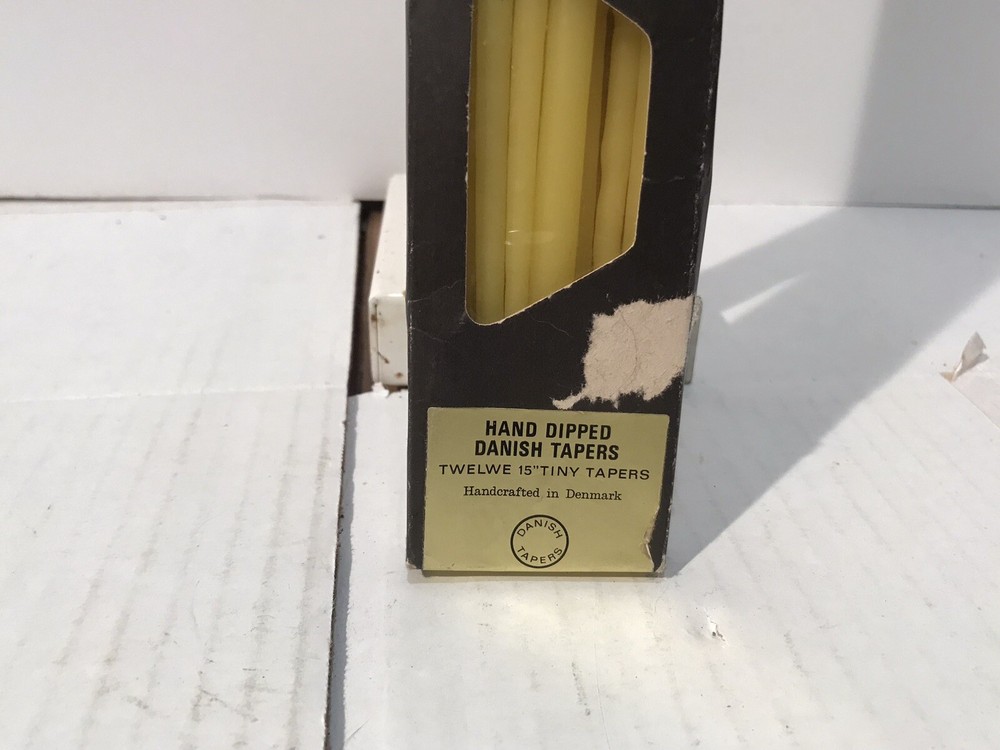 HAND DIPPED
DANISH TAPERS
TWELWE 15"TINY TAPERS
Handcrafted in Denmark
DANISH
TAPERS